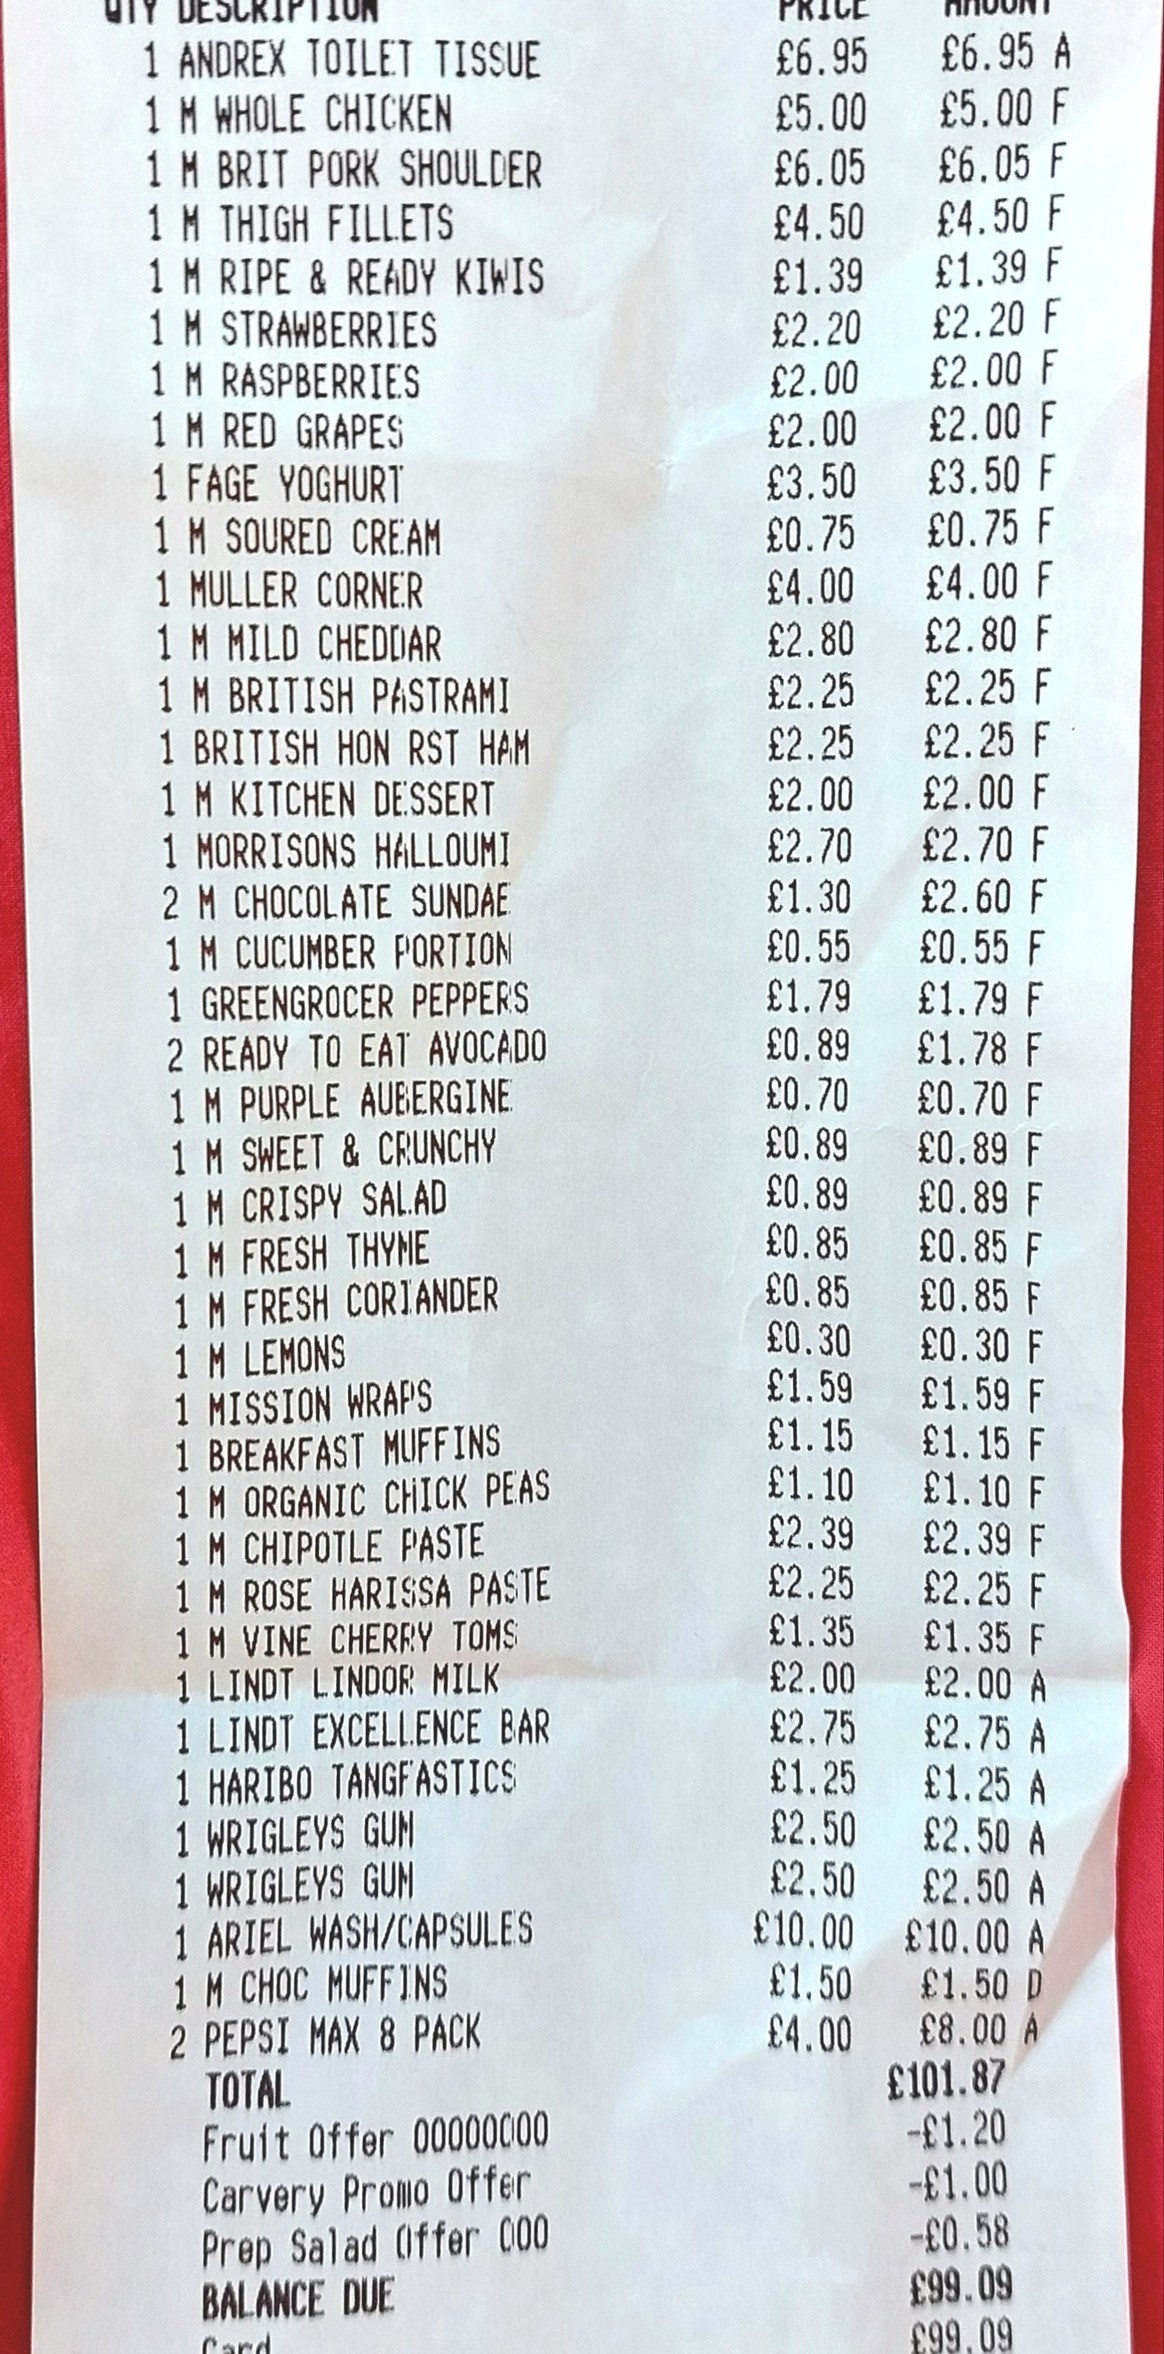 QTY DESCRIPTION PRICE AMOUNT
1 ANDREX TOILET TISSUE £6.95 £6.95 A
1 M WHOLE CHICKEN £5.00 £5.00 F
1 M BRIT PORK SHOULDER £6.05 £6.05 F
1 M THIGH FILLETS £4.50 £4.50 F
1 M RIPE & READY KIWIS £1.39 £1.39 F
1 M STRAWBERRIES £2.20 £2.20 F
1 M RASPBERRIES £2.00 £2.00 F
1 M RED GRAPES £2.00 £2.00 F
1 FAGE YOGHURT £3.50 £3.50 F
1 M SOURED CREAM £0.75 £0.75 F
1 MULLER CORNER £4.00 £4.00 F
1 M MILD CHEDDAR £2.80 £2.80 F
1 M BRITISH PASTRAMI £2.25 £2.25 F
1 BRITISH HON RST HAM £2.25 £2.25 F
1 M KITCHEN DESSERT £2.00 £2.00 F
1 MORRISONS HALLOUMI £2.70 £2.70 F
2 M CHOCOLATE SUNDAE £1.30 £2.60 F
1 M CUCUMBER PORTION £0.55 £0.55 F
1 GREENGROCER PEPPERS £1.79 £1.79 F
2 READY TO EAT AVOCADO £0.89 £1.78 F
1 M PURPLE AUBERGINE £0.70 £0.70 F
1 M SWEET & CRUNCHY £0.89 £0.89 F
1 M CRISPY SALAD £0.89 £0.89 F
1 M FRESH THYME £0.85 £0.85 F
1 M FRESH CORIANDER £0.85 £0.85 F
1 M LEMONS £0.30 £0.30 F
1 MISSION WRAPS £1.59 £1.59 F
1 BREAKFAST MUFFINS £1.15 £1.15 F
1 M ORGANIC CHICK PEAS £1.10 £1.10 F
1 M CHIPOTLE PASTE £2.39 £2.39 F
1 M ROSE HARISSA PASTE £2.25 £2.25 F
1 M VINE CHERRY TOMS £1.35 £1.35 F
1 LINDT LINDOR MILK £2.00 £2.00 A
1 LINDT EXCELLENCE BAR £2.75 £2.75 A
1 HARIBO TANGFASTICS £1.25 £1.25 A
1 WRIGLEYS GUM £2.50 £2.50 A
1 WRIGLEYS GUM £2.50 £2.50 A
1 ARIEL WASH/CAPSULES £10.00 £10.00 A
1 M CHOC MUFFINS £1.50 £1.50 D
2 PEPSI MAX 8 PACK £4.00 £8.00 A
TOTAL £101.87
Fruit Offer 00000000 -£1.20
Carvery Promo Offer -£1.00
Prep Salad Offer 000 -£0.58
BALANCE DUE £99.09
Card £99.09